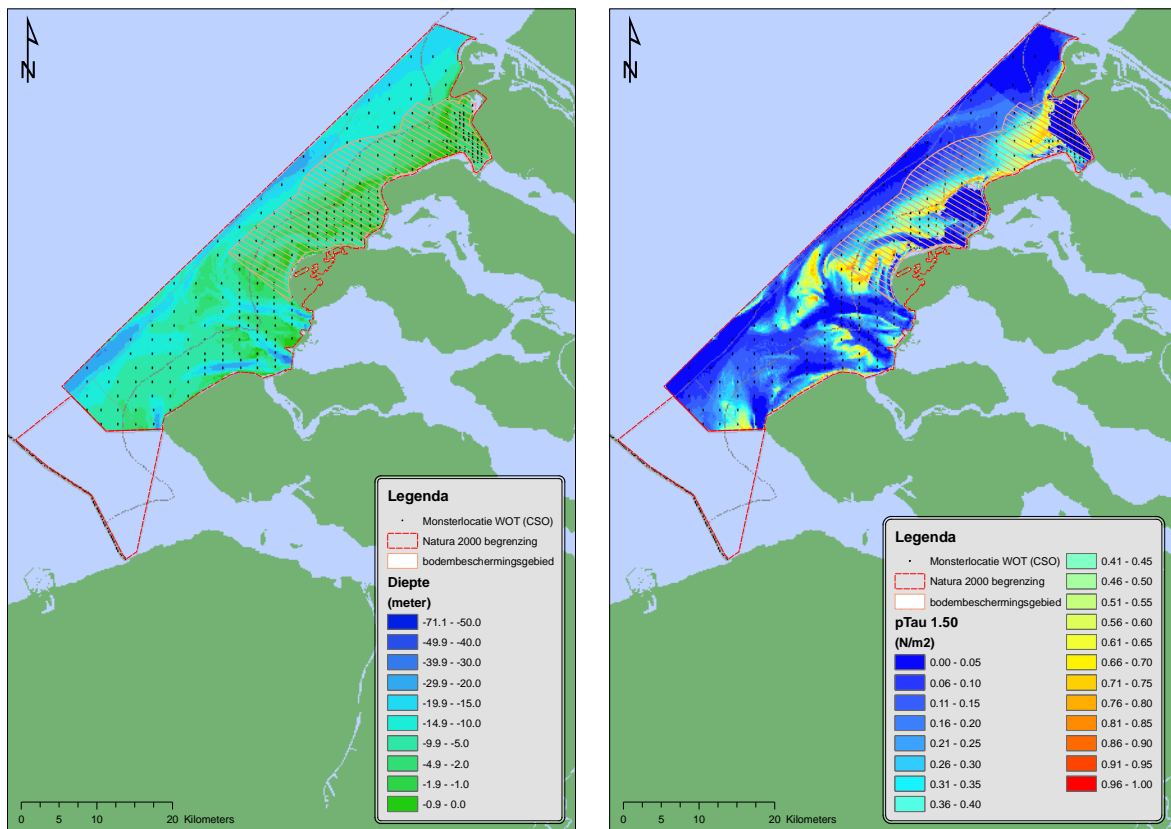 N
Legenda
Monsterlocatie WOT (CSO)
Natura 2000 begrenzing
bodembeschermingsgebied
Diepte
(meter)
-71.1 - -50.0
-49.9 - -40.0
-39.9 - -30.0
-29.9 - -20.0
-19.9 - -15.0
-14.9 - -10.0
-9.9 - -5.0
-4.9 - -2.0
-1.9 - -1.0
-0.9 - 0.0
0 5 10 20 Kilometers
N
Legenda
Monsterlocatie WOT (CSO)
Natura 2000 begrenzing
bodembeschermingsgebied
pTau 1.50
(N/m2)
0.00 - 0.05
0.06 - 0.10
0.11 - 0.15
0.16 - 0.20
0.21 - 0.25
0.26 - 0.30
0.31 - 0.35
0.36 - 0.40
0.41 - 0.45
0.46 - 0.50
0.51 - 0.55
0.56 - 0.60
0.61 - 0.65
0.66 - 0.70
0.71 - 0.75
0.76 - 0.80
0.81 - 0.85
0.86 - 0.90
0.91 - 0.95
0.96 - 1.00
0 5 10 20 Kilometers